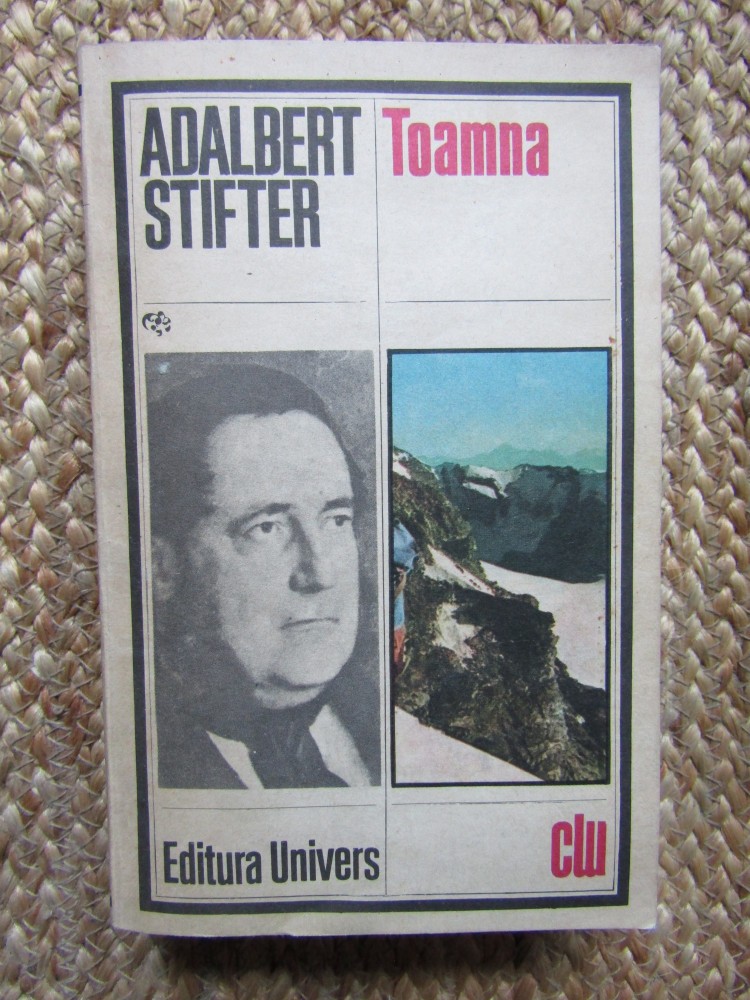 ADALBERT
STIFTER
Toamna
Editura Univers
clu